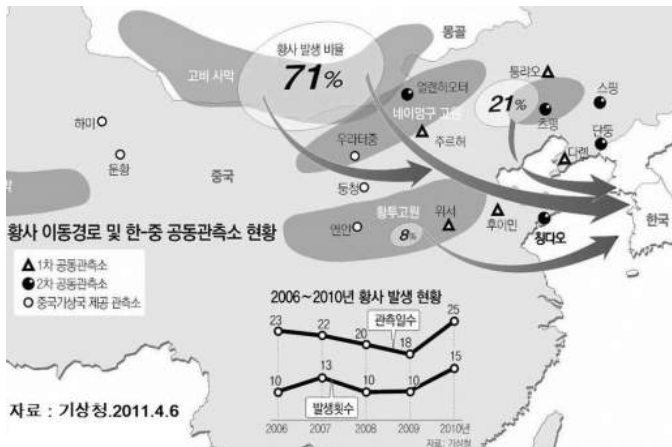 몽골
황사 발생 비율
71%
고비 사막
얼렌하오터
퉁랴오
쓰핑
21%
네이멍구 고원
츠펑
하미
주르허
단둥
우라터중
둔황
다롄
중국
둥청
황투고원
위서
한국
옌안
8%
후이민
칭다오
황사 이동경로 및 한-중 공동관측소 현황
1차 공동관측소
2차 공동관측소
중국기상국 제공 관측소
2006~2010년 황사 발생 현황
25
23
22
20
18
관측일수
15
13
10
10
10
발생횟수
2006
2007
2008
2009
2010년
자료 : 기상청.2011.4.6
자료: 기상청